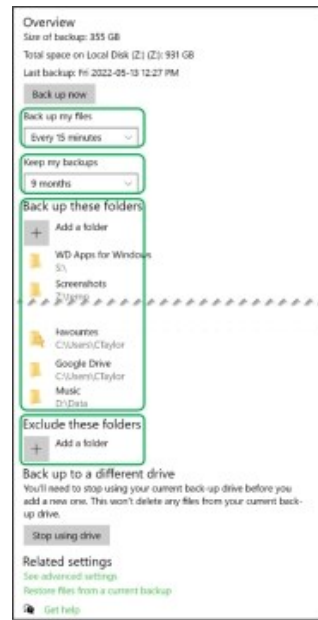 Overview
Size of backup: 355 GB
Total space on Local Disk (Z:) (Z:): 931 GB
Last backup: Fri 2022-05-13 12:27 PM
Back up now
Back up my files
Every 15 minutes
Keep my backups
9 months
Back up these folders
Add a folder
WD Apps for Windows
S:\
Screenshots
Z:\temp
Favourites
C:\Users\CTaylor
Google Drive
C:\Users\CTaylor
Music
D:\Data
Exclude these folders
Add a folder
Back up to a different drive
You'll need to stop using your current back-up drive before you
add a new one. This won't delete any files from your current back-
up drive.
Stop using drive
Related settings
See advanced settings
Restore files from a current backup
Get help